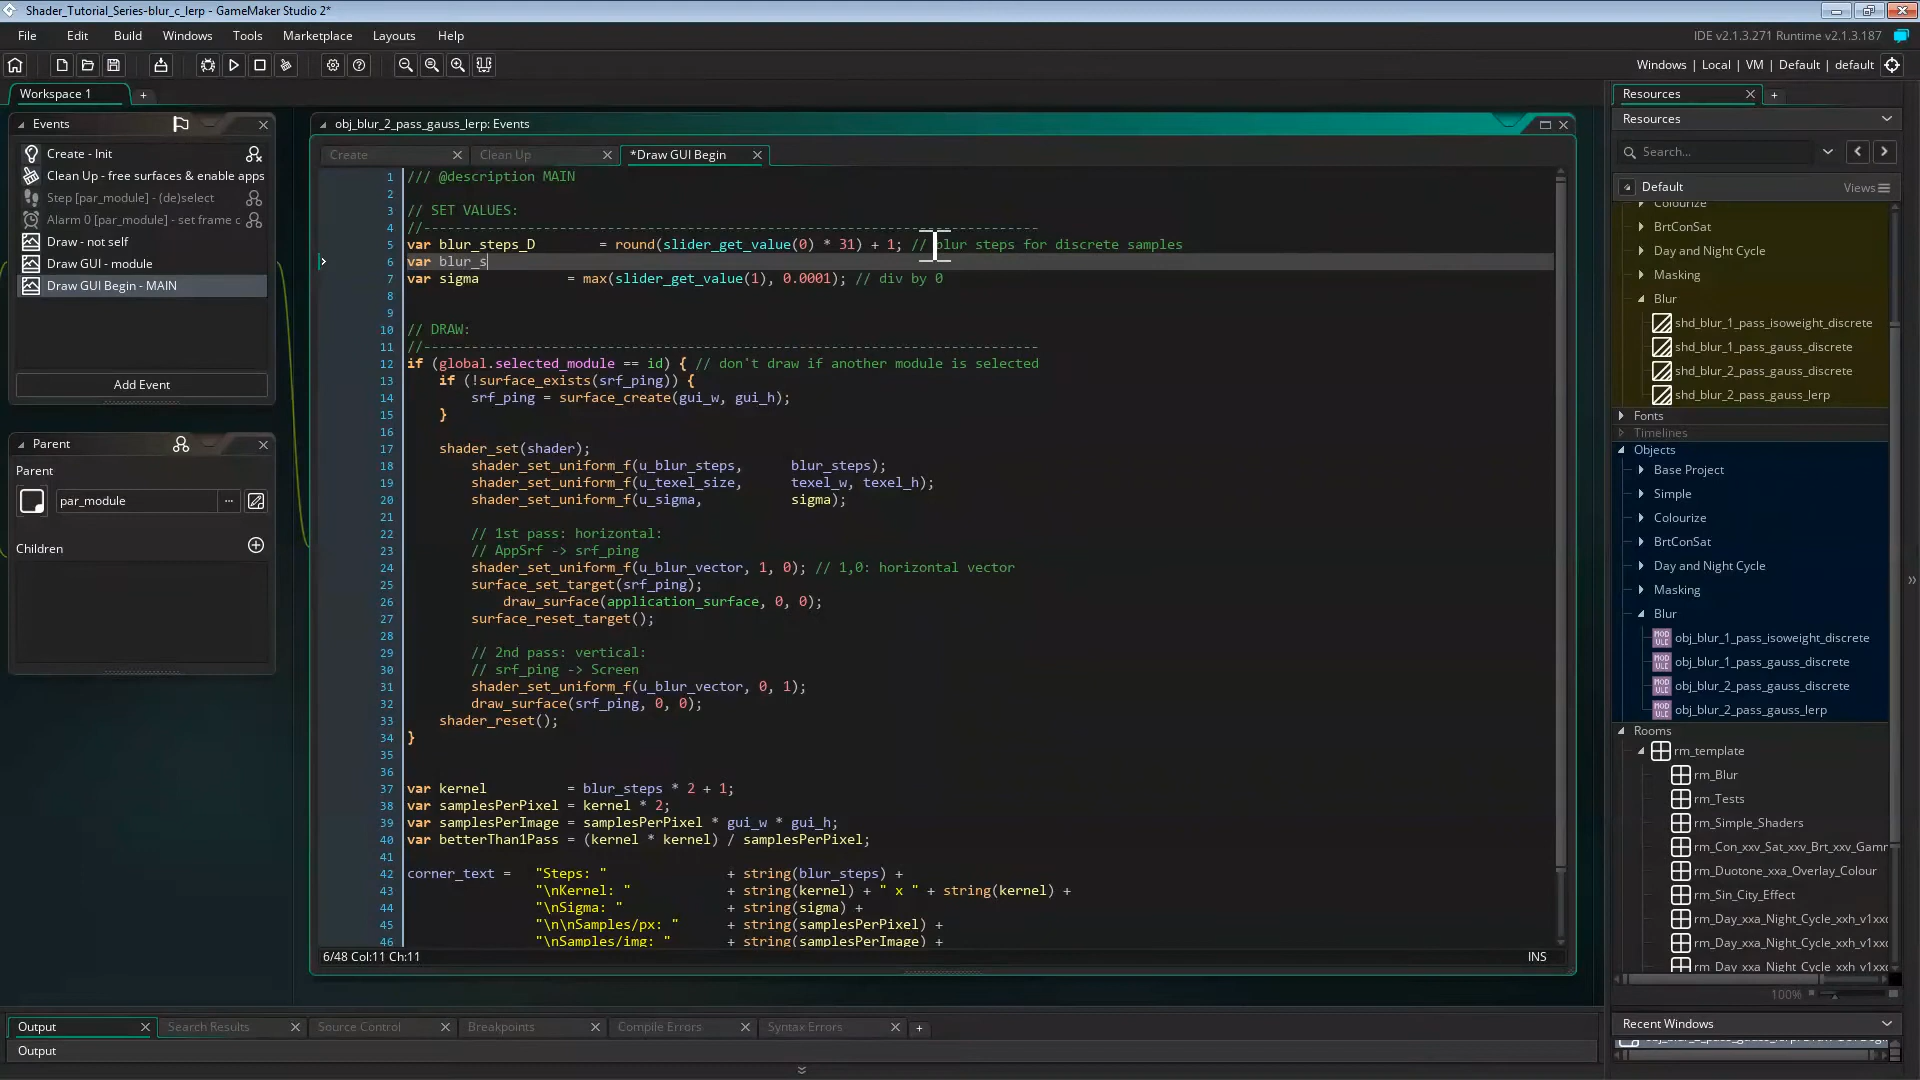 Shader_Tutorial_Series-blur_c_lerp - GameMaker Studio 2*
File Edit Build Windows Tools Marketplace Layouts Help
IDE v2.1.3.271 Runtime v2.1.3.187
Windows | Local | VM | Default | default
Workspace 1
Events
Create - Init
Clean Up - free surfaces & enable apps
Step [par_module] - (de)select
Alarm 0 [par_module] - set frame c
Draw - not self
Draw GUI - module
Draw GUI Begin - MAIN
Add Event
Parent
Parent
par_module
Children
obj_blur_2_pass_gauss_lerp: Events
Create Clean Up *Draw GUI Begin
1 /// @description MAIN
2
3 // SET VALUES:
4 //-----------------------------------------------------------------------------
5 var blur_steps_D = round(slider_get_value(0) * 31) + 1; // blur steps for discrete samples
6 var blur_s
7 var sigma = max(slider_get_value(1), 0.0001); // div by 0
8
9
10 // DRAW:
11 //-----------------------------------------------------------------------------
12 if (global.selected_module == id) { // don't draw if another module is selected
13 if (!surface_exists(srf_ping)) {
14 srf_ping = surface_create(gui_w, gui_h);
15 }
16
17 shader_set(shader);
18 shader_set_uniform_f(u_blur_steps, blur_steps);
19 shader_set_uniform_f(u_texel_size, texel_w, texel_h);
20 shader_set_uniform_f(u_sigma, sigma);
21
22 // 1st pass: horizontal:
23 // AppSrf -> srf_ping
24 shader_set_uniform_f(u_blur_vector, 1, 0); // 1,0: horizontal vector
25 surface_set_target(srf_ping);
26 draw_surface(application_surface, 0, 0);
27 surface_reset_target();
28
29 // 2nd pass: vertical:
30 // srf_ping -> Screen
31 shader_set_uniform_f(u_blur_vector, 0, 1);
32 draw_surface(srf_ping, 0, 0);
33 shader_reset();
34 }
35
36
37 var kernel = blur_steps * 2 + 1;
38 var samplesPerPixel = kernel * 2;
39 var samplesPerImage = samplesPerPixel * gui_w * gui_h;
40 var betterThan1Pass = (kernel * kernel) / samplesPerPixel;
41
42 corner_text = "Steps: " + string(blur_steps) +
43 "\nKernel: " + string(kernel) + " x " + string(kernel) +
44 "\nSigma: " + string(sigma) +
45 "\n\nSamples/px: " + string(samplesPerPixel) +
46 "\nSamples/img: " + string(samplesPerImage) +
6/48 Col:11 Ch:11
INS
Resources
Resources
Search...
Default
Views
Colourize
BrtConSat
Day and Night Cycle
Masking
Blur
shd_blur_1_pass_isoweight_discrete
shd_blur_1_pass_gauss_discrete
shd_blur_2_pass_gauss_discrete
shd_blur_2_pass_gauss_lerp
Fonts
Timelines
Objects
Base Project
Simple
Colourize
BrtConSat
Day and Night Cycle
Masking
Blur
obj_blur_1_pass_isoweight_discrete
obj_blur_1_pass_gauss_discrete
obj_blur_2_pass_gauss_discrete
obj_blur_2_pass_gauss_lerp
Rooms
rm_template
rm_Blur
rm_Tests
rm_Simple_Shaders
rm_Con_xxv_Sat_xxv_Brt_xxv_Gamr
rm_Duotone_xxa_Overlay_Colour
rm_Sin_City_Effect
rm_Day_xxa_Night_Cycle_xxh_v1xxc
rm_Day_xxa_Night_Cycle_xxh_v1xxc
rm_Day_xxa_Night_Cycle_xxh_v1xxc
100%
Recent Windows
Output Search Results Source Control Breakpoints Compile Errors Syntax Errors
Output